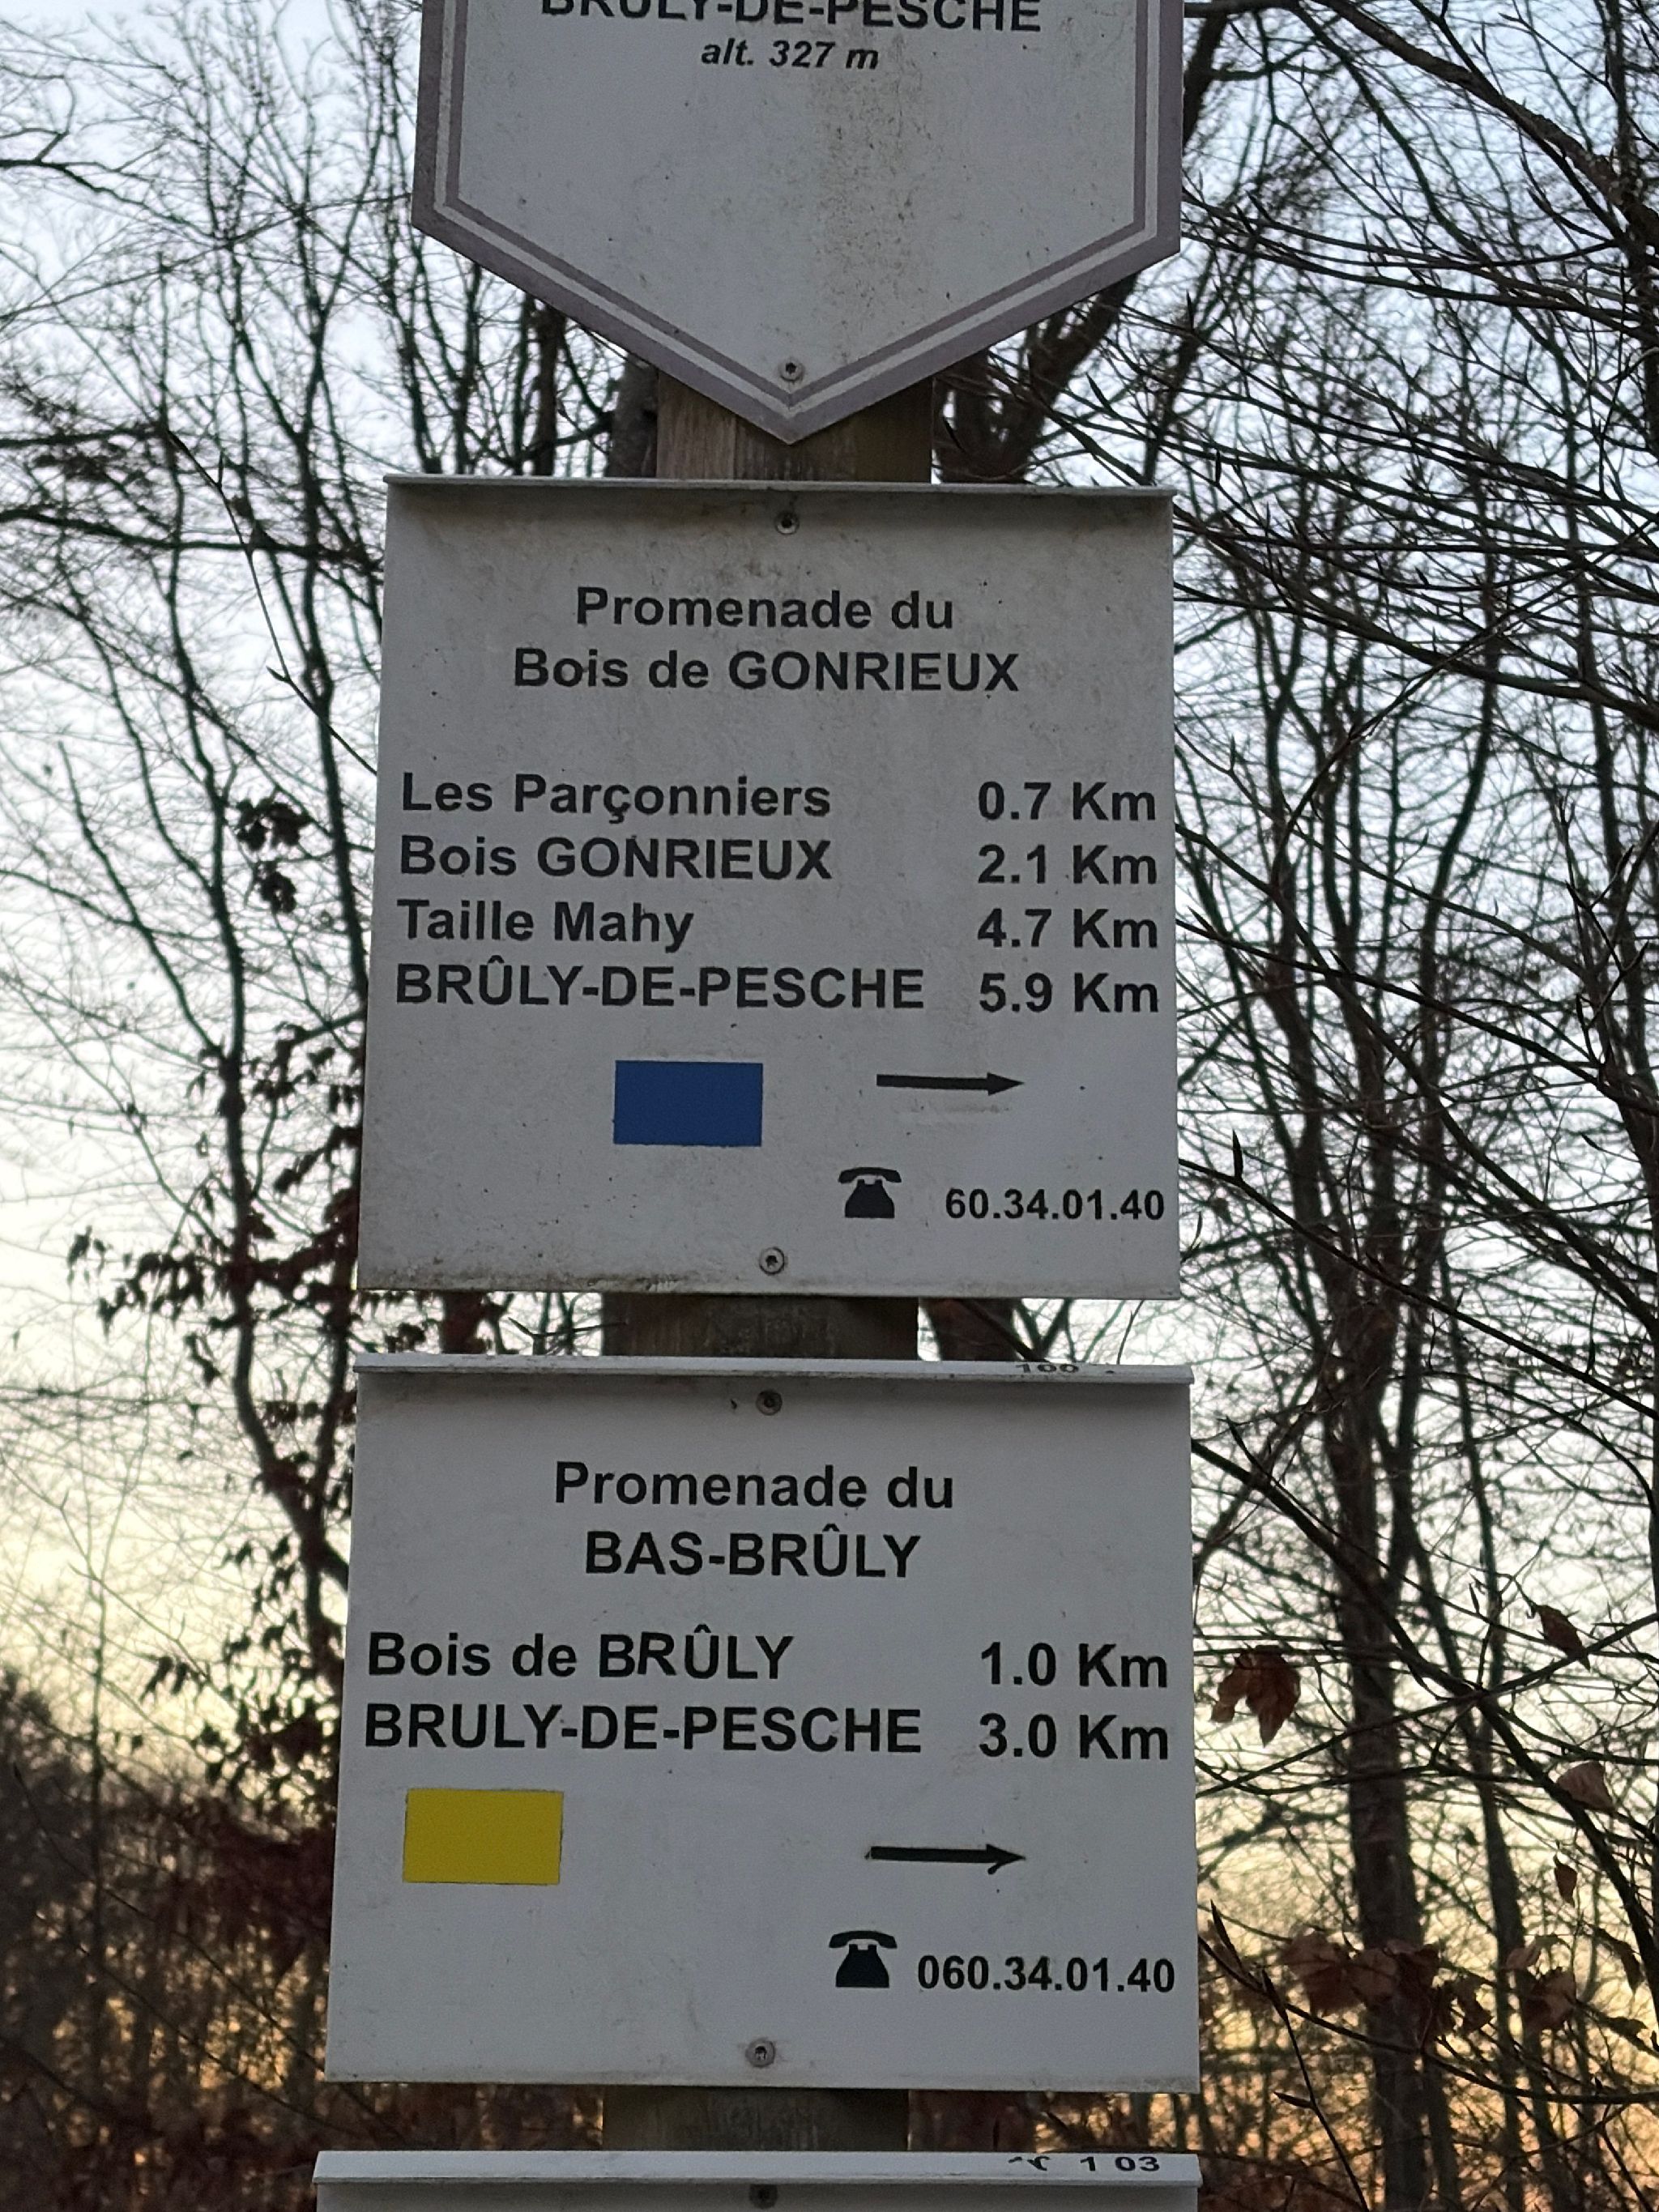 BRULY-DE-PESCHE
alt. 327 m
Promenade du
Bois de GONRIEUX
Les Parçonniers 0.7 Km
Bois GONRIEUX 2.1 Km
Taille Mahy 4.7 Km
BRÛLY-DE-PESCHE 5.9 Km
60.34.01.40
100
Promenade du
BAS-BRÛLY
Bois de BRÛLY 1.0 Km
BRULY-DE-PESCHE 3.0 Km
060.34.01.40
103